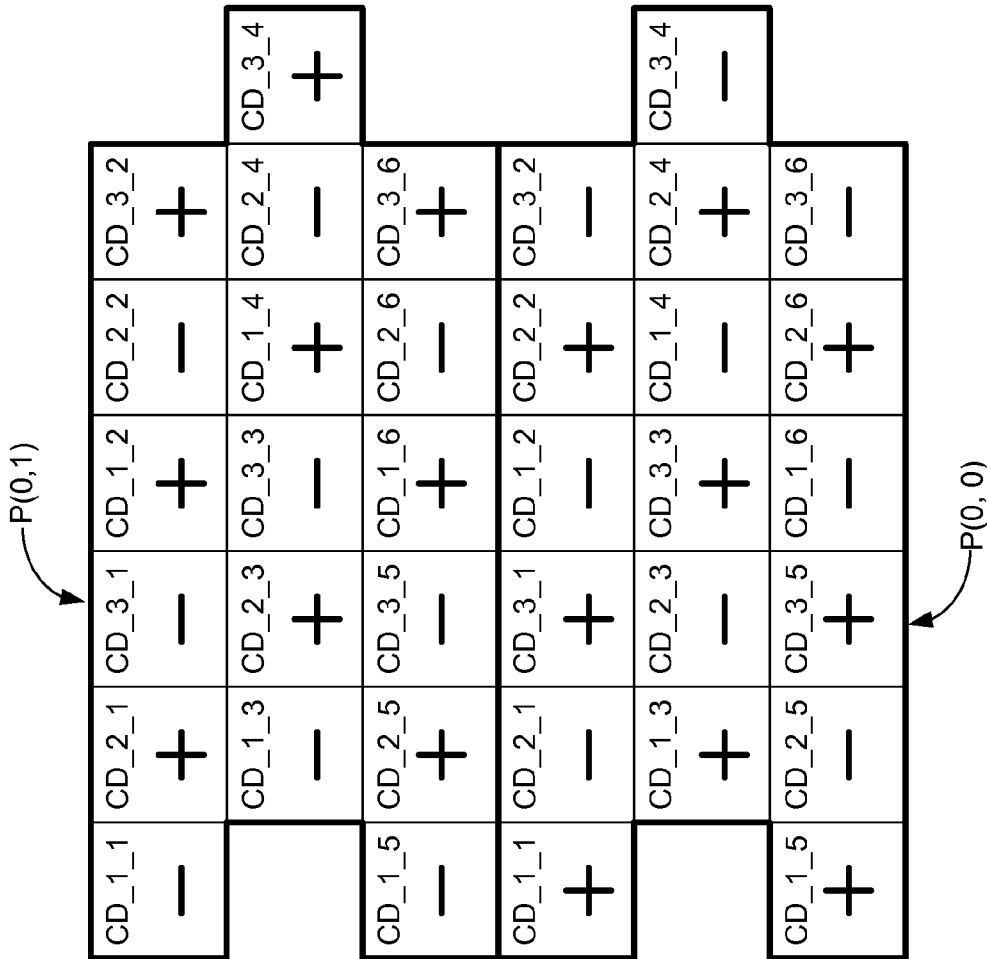 P(0,1)
CD_1_1 CD_2_1 CD_3_1 CD_1_2 CD_2_2 CD_3_2
− + − + − +
CD_1_3 CD_2_3 CD_3_3 CD_1_4 CD_2_4 CD_3_4
− + − + − +
CD_1_5 CD_2_5 CD_3_5 CD_1_6 CD_2_6 CD_3_6
− + − + − +
CD_1_1 CD_2_1 CD_3_1 CD_1_2 CD_2_2 CD_3_2
+ − + − + −
CD_1_3 CD_2_3 CD_3_3 CD_1_4 CD_2_4 CD_3_4
+ − + − + −
CD_1_5 CD_2_5 CD_3_5 CD_1_6 CD_2_6 CD_3_6
+ − + − + −
P(0, 0)